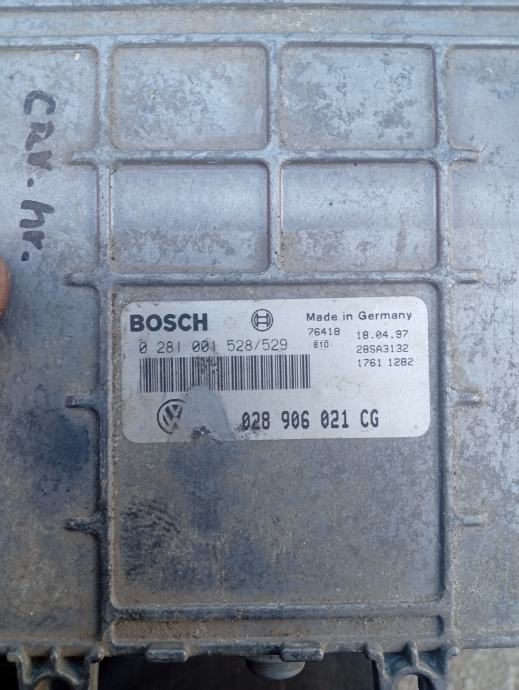 BOSCH
Made in Germany
0 281 001 528/529
76418
810
18.04.97
28SA3132
1761 1282
028 906 021 CG
hr.